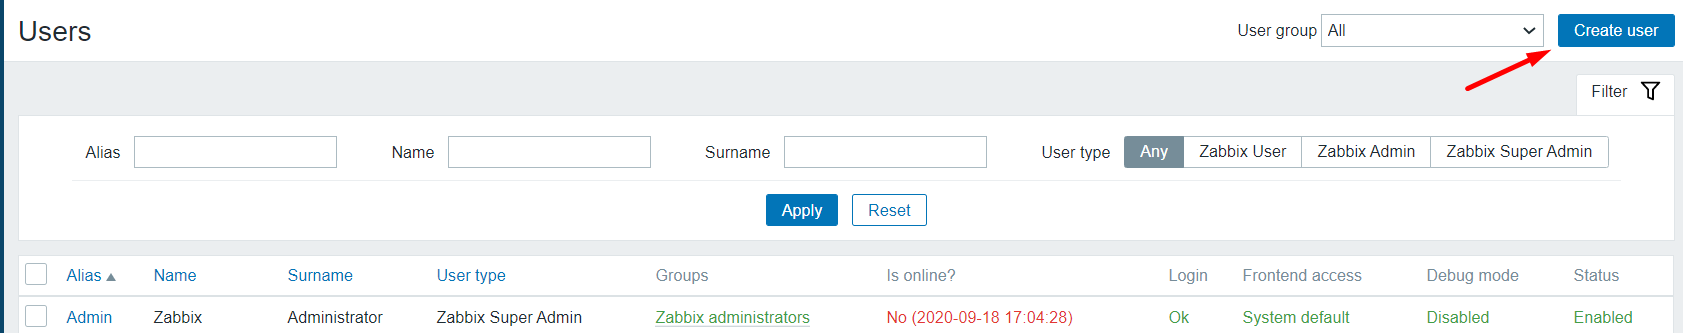 Users
User group All Create user
Filter
Alias Name Surname User type Any Zabbix User Zabbix Admin Zabbix Super Admin
Apply Reset
Alias Name Surname User type Groups Is online? Login Frontend access Debug mode Status
Admin Zabbix Administrator Zabbix Super Admin Zabbix administrators No (2020-09-18 17:04:28) Ok System default Disabled Enabled